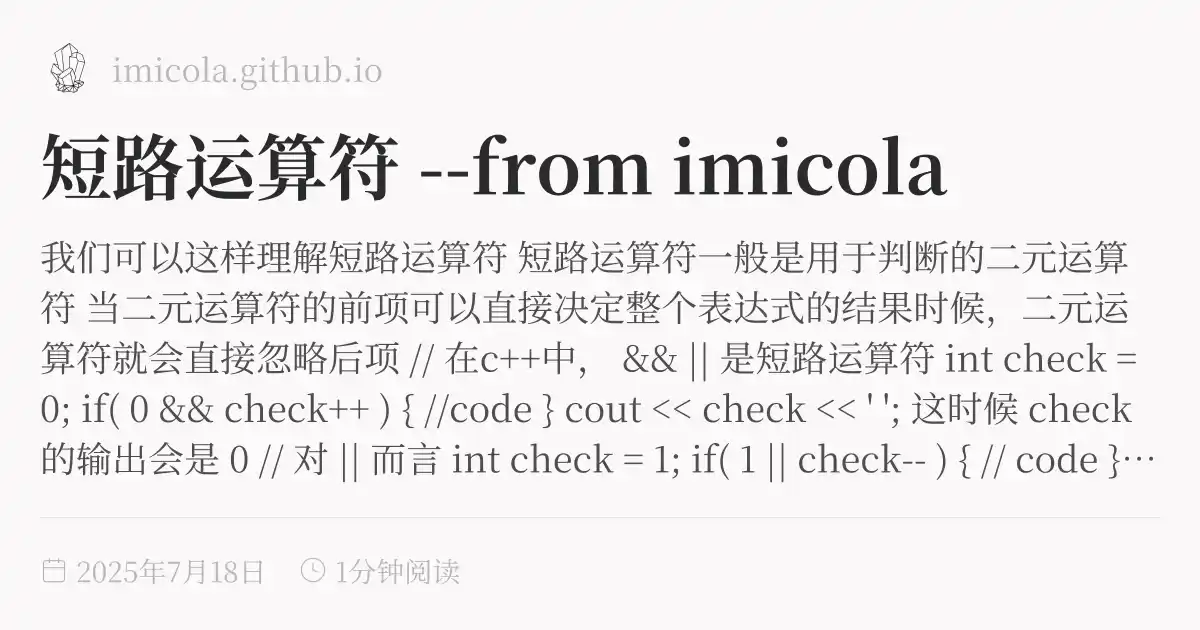 imicola.github.io
短路运算符 --from imicola
我们可以这样理解短路运算符 短路运算符一般是用于判断的二元运算
符 当二元运算符的前项可以直接决定整个表达式的结果时候，二元运
算符就会直接忽略后项 // 在c++中， && || 是短路运算符 int check =
0; if( 0 && check++ ) { //code } cout << check << ' '; 这时候 check
的输出会是 0 // 对 || 而言 int check = 1; if( 1 || check-- ) { // code }…
2025年7月18日 1分钟阅读